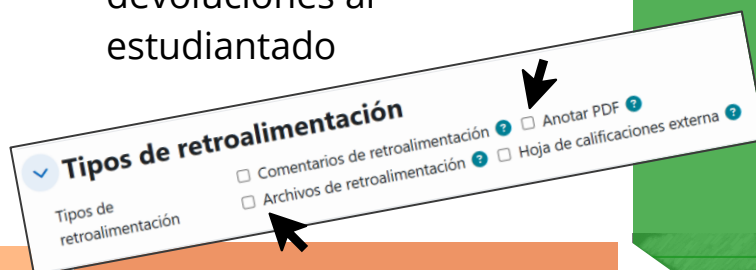 devoluciones al
estudiantado
Tipos de retroalimentación
Tipos de
retroalimentación
Comentarios de retroalimentación ? Anotar PDF ?
Archivos de retroalimentación ? Hoja de calificaciones externa ?